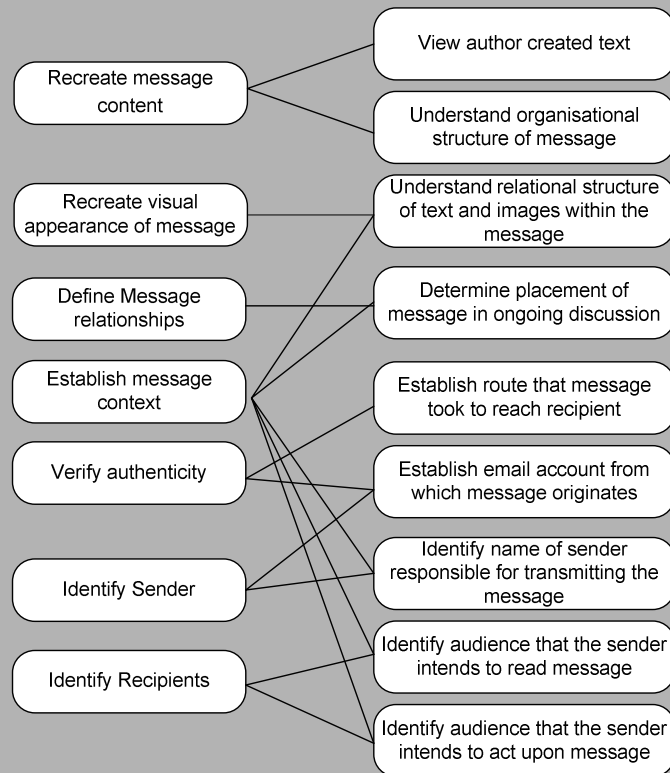 Recreate message
content
Recreate visual
appearance of message
Define Message
relationships
Establish message
context
Verify authenticity
Identify Sender
Identify Recipients
View author created text
Understand organisational
structure of message
Understand relational structure
of text and images within the
message
Determine placement of
message in ongoing discussion
Establish route that message
took to reach recipient
Establish email account from
which message originates
Identify name of sender
responsible for transmitting the
message
Identify audience that the sender
intends to read message
Identify audience that the sender
intends to act upon message